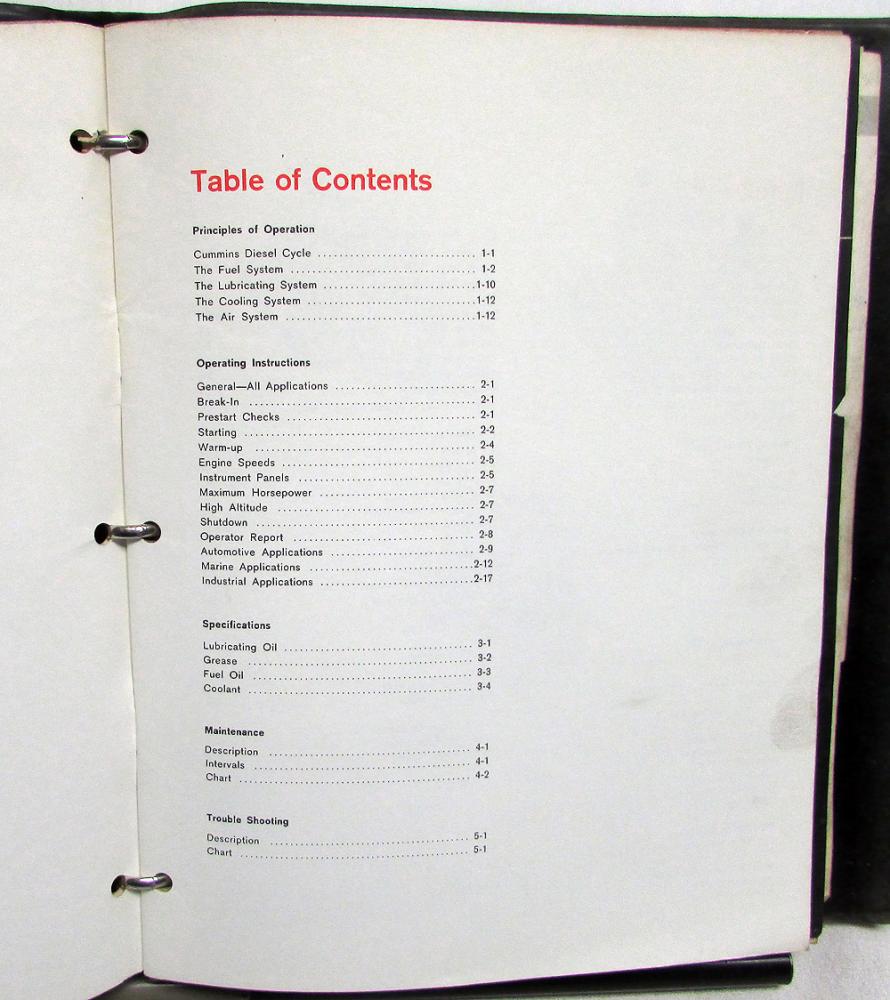 Table of Contents
Principles of Operation
Cummins Diesel Cycle ............................. 1-1
The Fuel System .................................. 1-2
The Lubricating System ............................1-10
The Cooling System ............................... 1-12
The Air System ...................................1-12
Operating Instructions
General—All Applications .......................... 2-1
Break-In .......................................... 2-1
Prestart Checks ................................... 2-1
Starting .......................................... 2-2
Warm-up ......................................... 2-4
Engine Speeds .................................... 2-5
Instrument Panels ................................. 2-5
Maximum Horsepower ............................. 2-7
High Altitude ..................................... 2-7
Shutdown ........................................ 2-7
Operator Report .................................. 2-8
Automotive Applications ........................... 2-9
Marine Applications ...............................2-12
Industrial Applications .............................2-17
Specifications
Lubricating Oil ................................... 3-1
Grease .......................................... 3-2
Fuel Oil .......................................... 3-3
Coolant .......................................... 3-4
Maintenance
Description ...................................... 4-1
Intervals ......................................... 4-1
Chart ........................................... 4-2
Trouble Shooting
Description ...................................... 5-1
Chart ........................................... 5-1